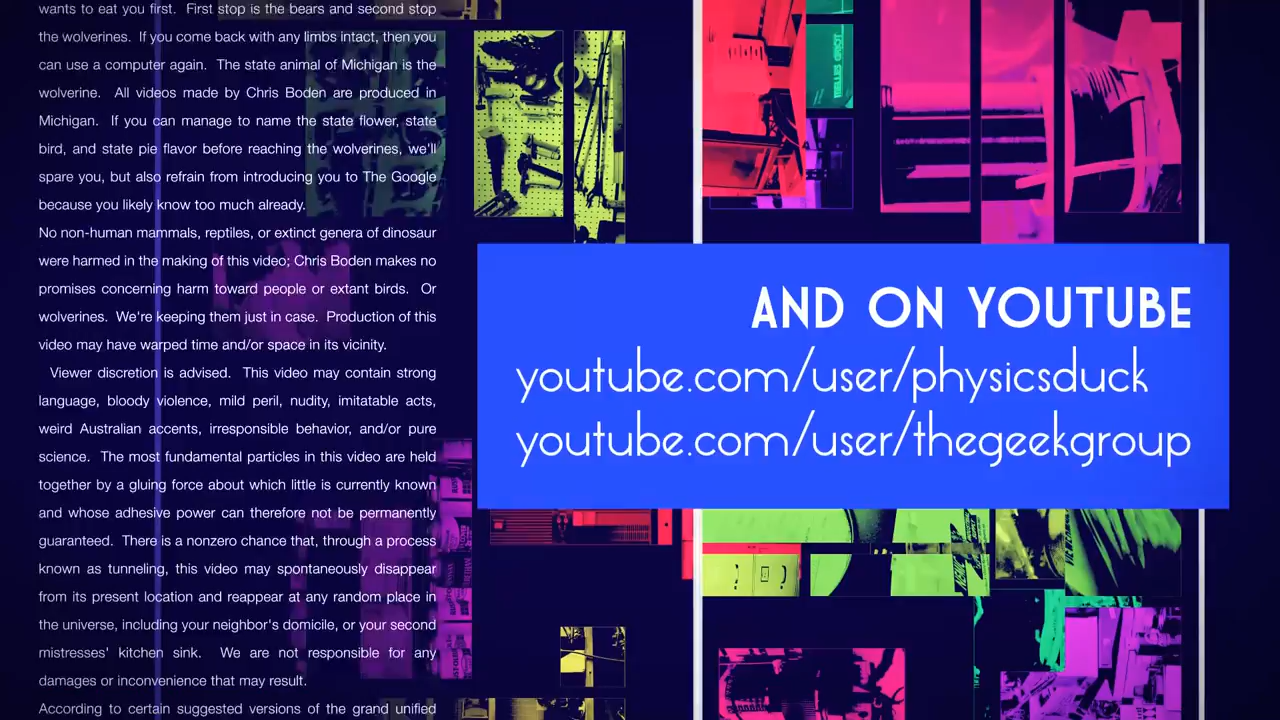 wants to eat you first. First stop is the bears and second stop
the wolverines. If you come back with any limbs intact, then you
can use a computer again. The state animal of Michigan is the
wolverine. All videos made by Chris Boden are produced in
Michigan. If you can manage to name the state flower, state
bird, and state pie flavor before reaching the wolverines, we'll
spare you, but also refrain from introducing you to The Google
because you likely know too much already.
No non-human mammals, reptiles, or extinct genera of dinosaur
were harmed in the making of this video; Chris Boden makes no
promises concerning harm toward people or extant birds. Or
wolverines. We're keeping them just in case. Production of this
video may have warped time and/or space in its vicinity.
Viewer discretion is advised. This video may contain strong
language, bloody violence, mild peril, nudity, imitatable acts,
weird Australian accents, irresponsible behavior, and/or pure
science. The most fundamental particles in this video are held
together by a gluing force about which little is currently known
and whose adhesive power can therefore not be permanently
guaranteed. There is a nonzero chance that, through a process
known as tunneling, this video may spontaneously disappear
from its present location and reappear at any random place in
the universe, including your neighbor's domicile, or your second
mistresses' kitchen sink. We are not responsible for any
damages or inconvenience that may result.
According to certain suggested versions of the grand unified
AND ON YOUTUBE
youtube.com/user/physicsduck
youtube.com/user/thegeekgroup